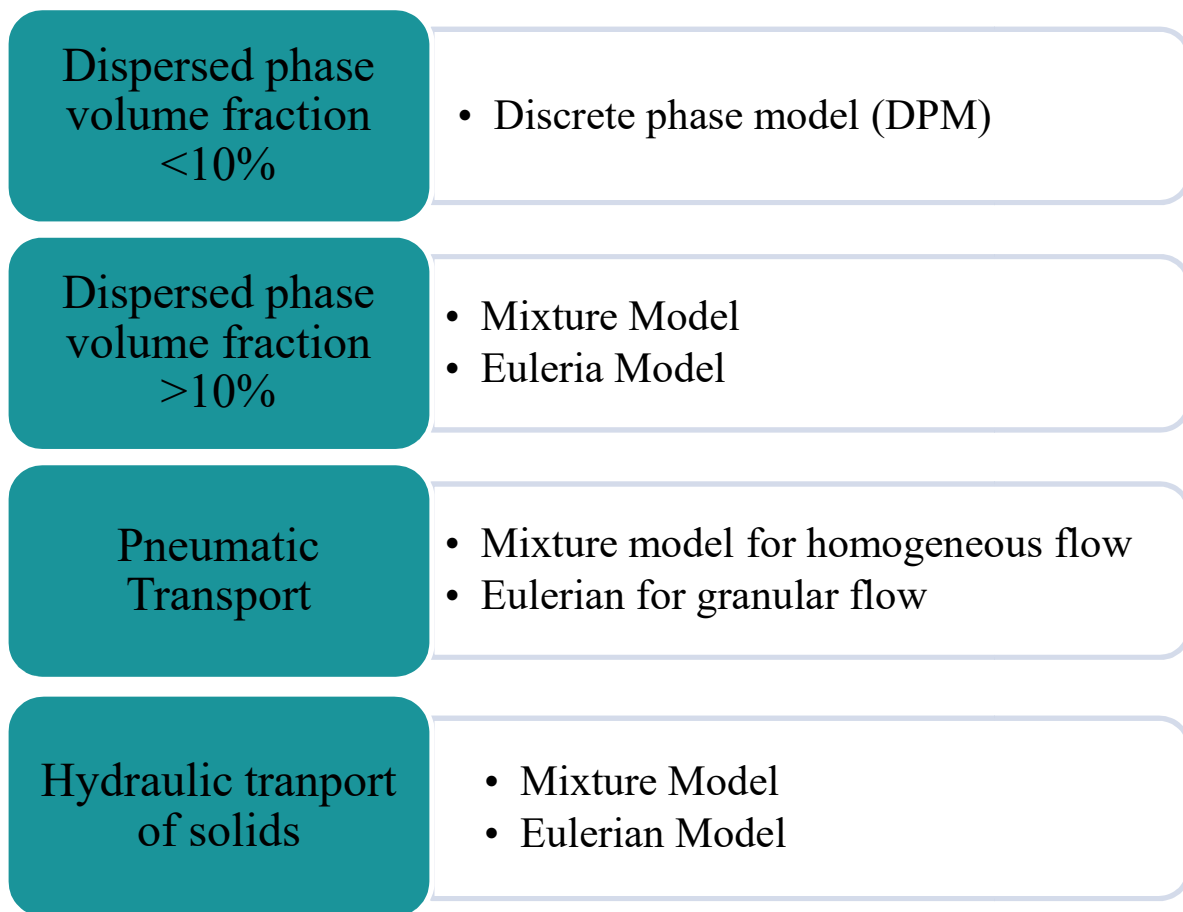 Dispersed phase
volume fraction
<10%
• Discrete phase model (DPM)
Dispersed phase
volume fraction
>10%
• Mixture Model
• Euleria Model
Pneumatic
Transport
• Mixture model for homogeneous flow
• Eulerian for granular flow
Hydraulic tranport
of solids
• Mixture Model
• Eulerian Model